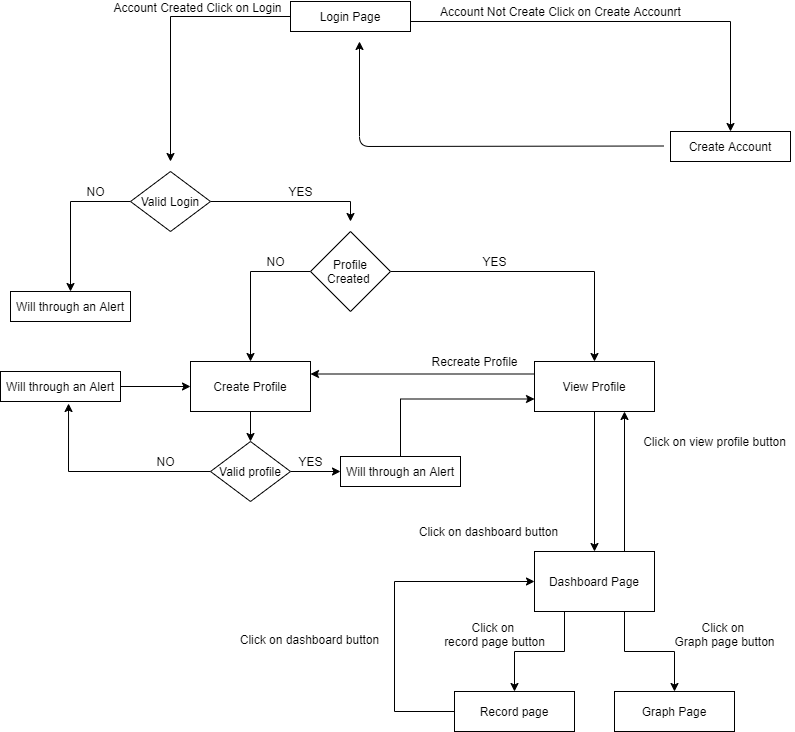 Account Created Click on Login
Login Page
Account Not Create Click on Create Accounrt
Create Account
NO
Valid Login
YES
Profile
Created
NO
YES
Will through an Alert
Recreate Profile
Will through an Alert
Create Profile
View Profile
Click on view profile button
NO
Valid profile
YES
Will through an Alert
Click on dashboard button
Dashboard Page
Click on dashboard button
Click on
record page button
Click on
Graph page button
Record page
Graph Page